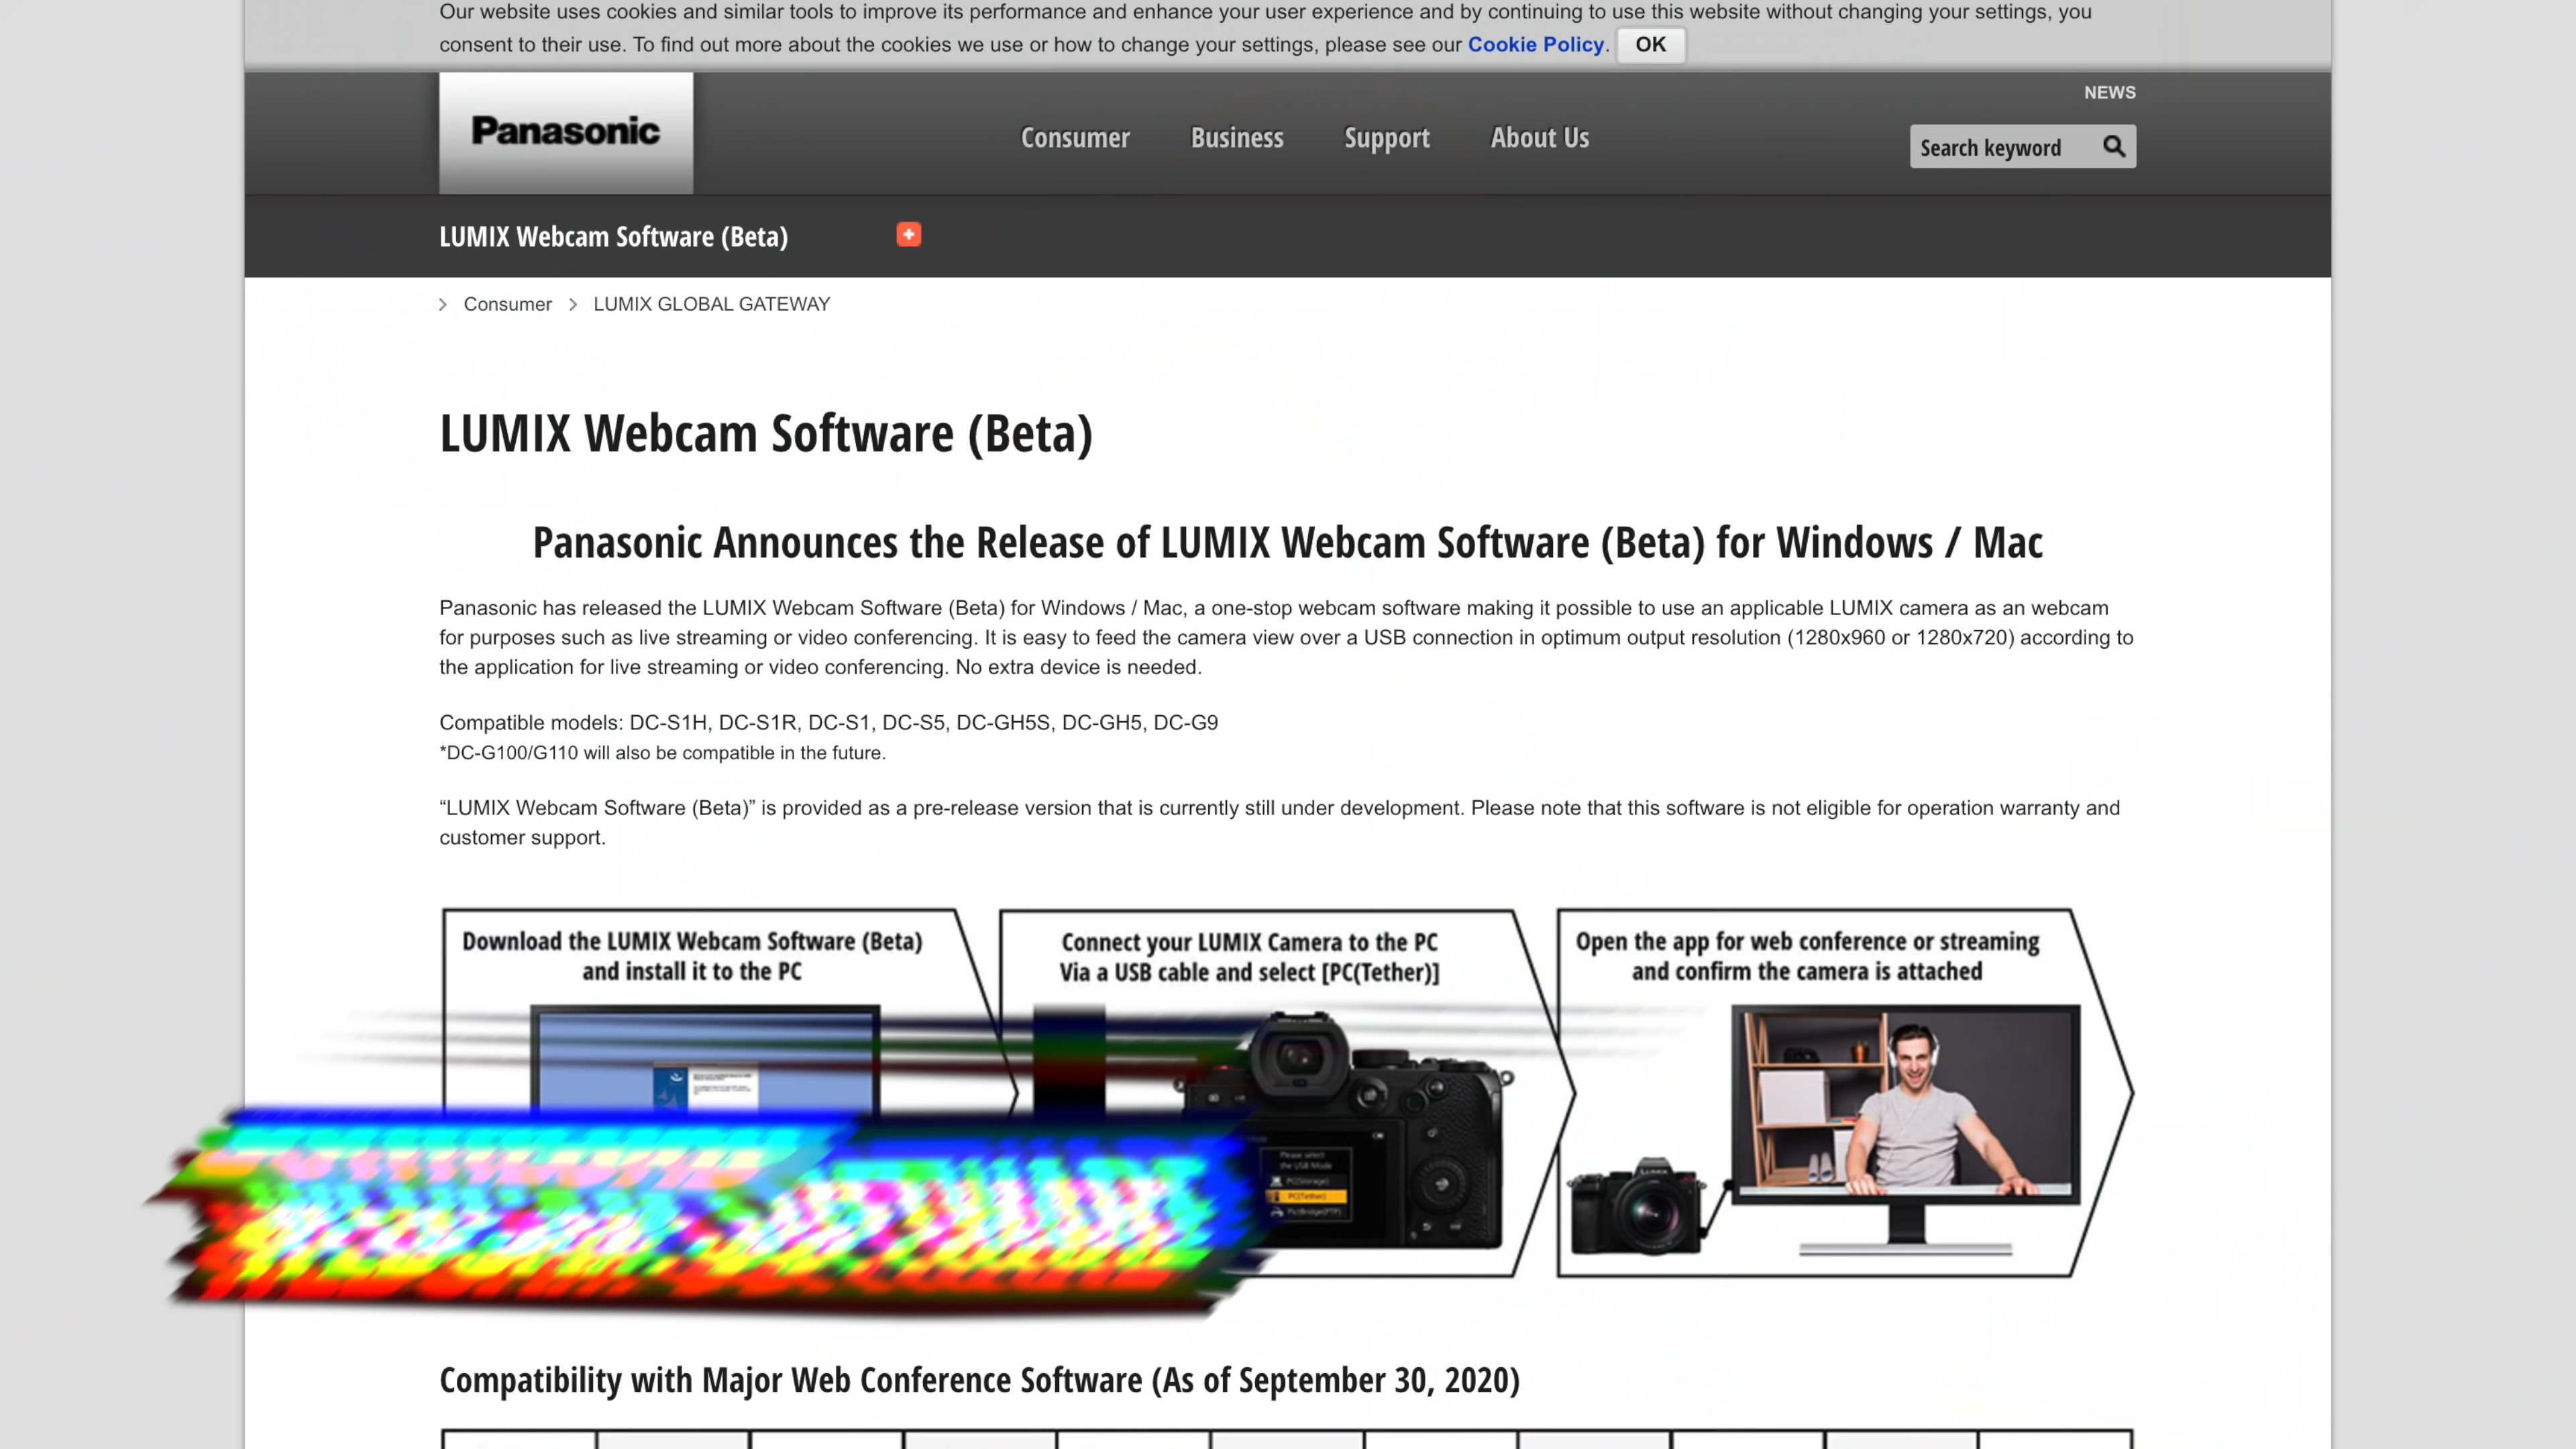 Our website uses cookies and similar tools to improve its performance and enhance your user experience and by continuing to use this website without changing your settings, you
consent to their use. To find out more about the cookies we use or how to change your settings, please see our Cookie Policy. OK
NEWS
Panasonic
Consumer Business Support About Us
Search keyword
LUMIX Webcam Software (Beta)
Consumer LUMIX GLOBAL GATEWAY
LUMIX Webcam Software (Beta)
Panasonic Announces the Release of LUMIX Webcam Software (Beta) for Windows / Mac
Panasonic has released the LUMIX Webcam Software (Beta) for Windows / Mac, a one-stop webcam software making it possible to use an applicable LUMIX camera as an webcam
for purposes such as live streaming or video conferencing. It is easy to feed the camera view over a USB connection in optimum output resolution (1280x960 or 1280x720) according to
the application for live streaming or video conferencing. No extra device is needed.
Compatible models: DC-S1H, DC-S1R, DC-S1, DC-S5, DC-GH5S, DC-GH5, DC-G9
*DC-G100/G110 will also be compatible in the future.
“LUMIX Webcam Software (Beta)” is provided as a pre-release version that is currently still under development. Please note that this software is not eligible for operation warranty and
customer support.
Download the LUMIX Webcam Software (Beta)
and install it to the PC
Connect your LUMIX Camera to the PC
Via a USB cable and select [PC(Tether)]
Please select
the USB Mode
PC(Storage)
PC(Tether)
PictBridge(PTP)
Open the app for web conference or streaming
and confirm the camera is attached
LUMIX
Compatibility with Major Web Conference Software (As of September 30, 2020)